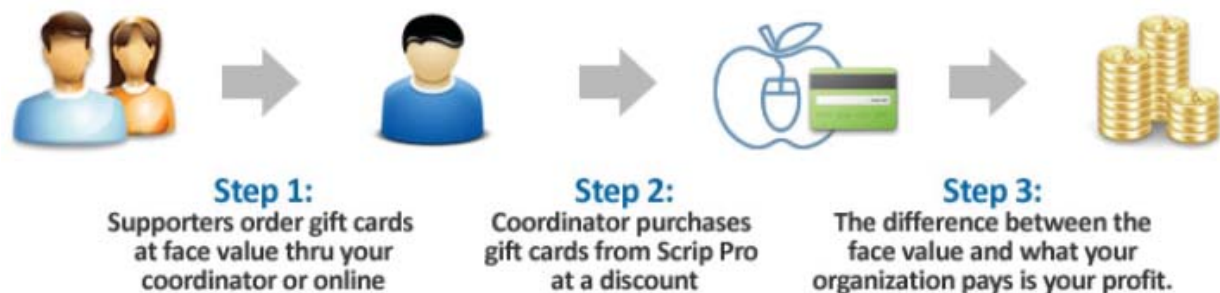 Step 1:
Supporters order gift cards
at face value thru your
coordinator or online
Step 2:
Coordinator purchases
gift cards from Scrip Pro
at a discount
Step 3:
The difference between the
face value and what your
organization pays is your profit.